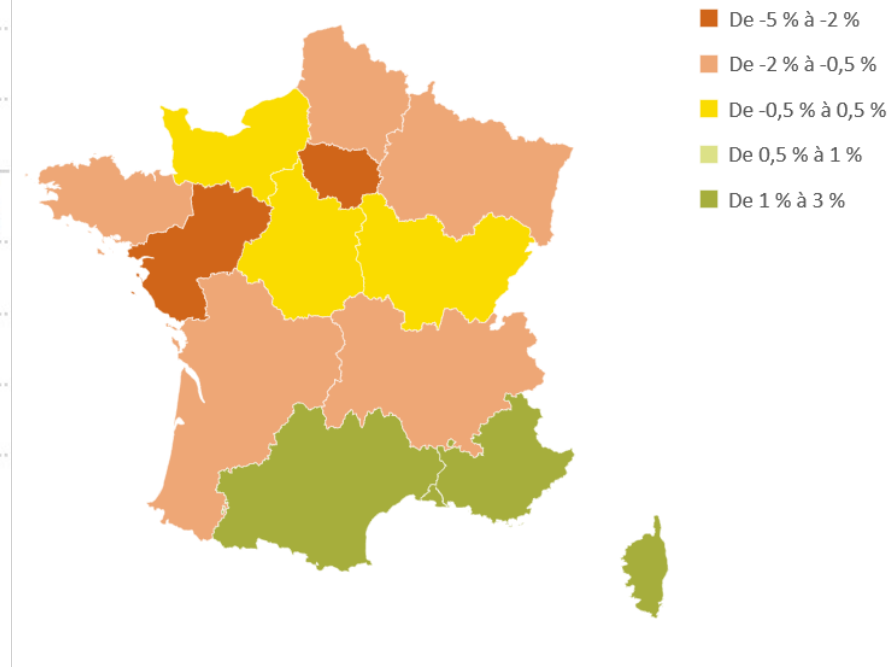 De -5 % à -2 %
De -2 % à -0,5 %
De -0,5 % à 0,5 %
De 0,5 % à 1 %
De 1 % à 3 %